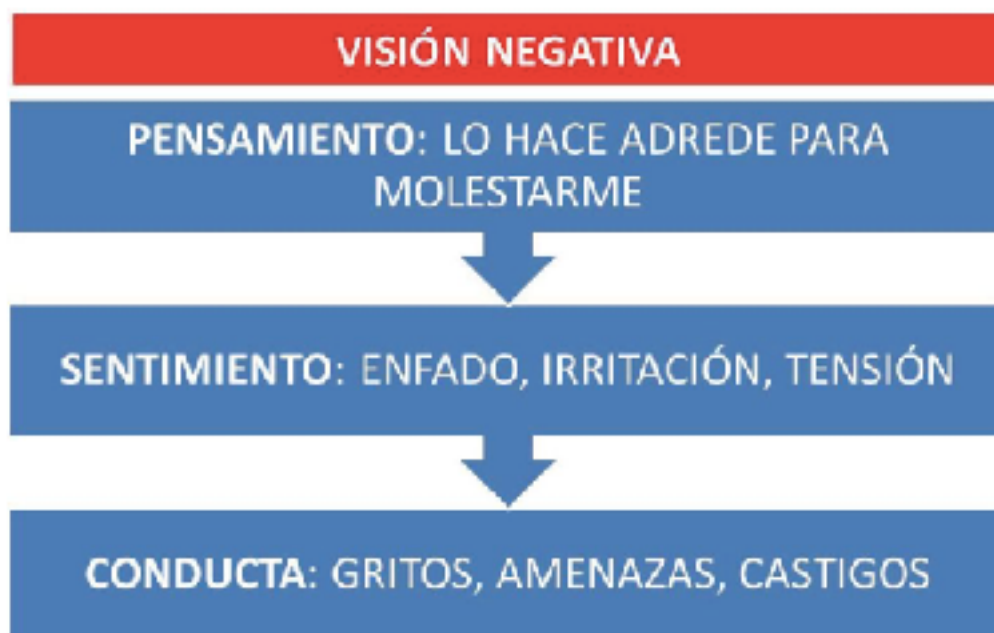 VISIÓN NEGATIVA
PENSAMIENTO: LO HACE ADREDE PARA
MOLESTARME
SENTIMIENTO: ENFADO, IRRITACIÓN, TENSIÓN
CONDUCTA: GRITOS, AMENAZAS, CASTIGOS